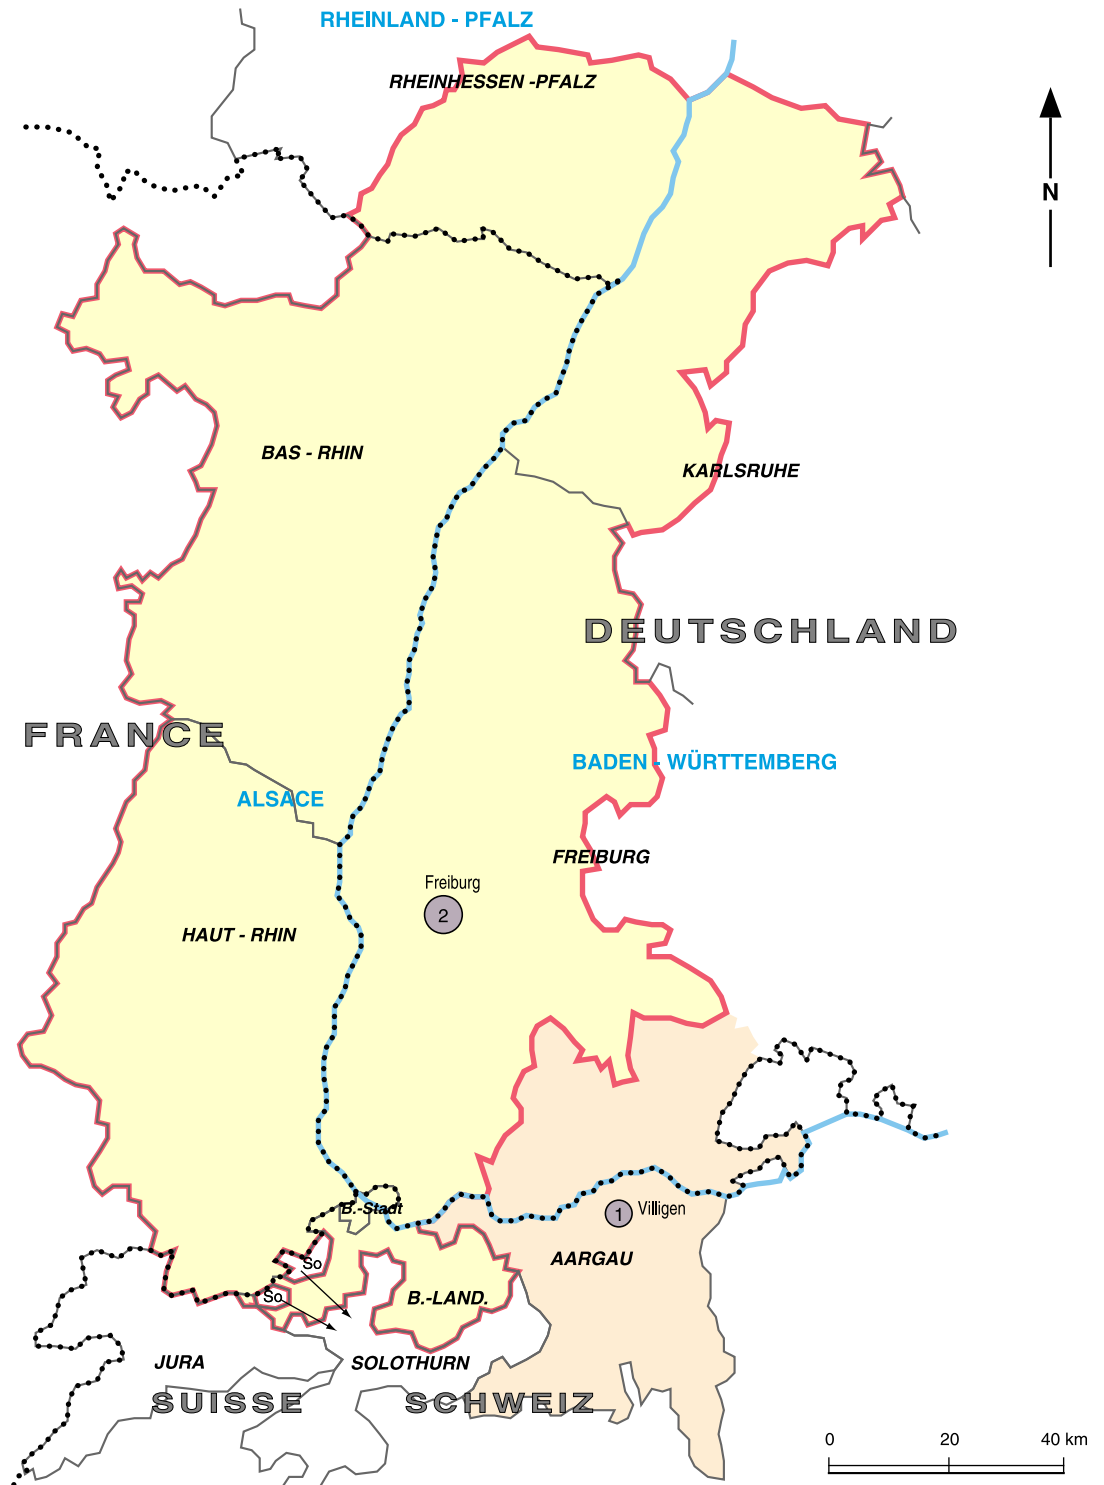 RHEINLAND - PFALZ
RHEINHESSEN -PFALZ
N
BAS - RHIN
KARLSRUHE
DEUTSCHLAND
FRANCE
BADEN - WÜRTTEMBERG
ALSACE
FREIBURG
Freiburg
2
HAUT - RHIN
B.-Stadt
1 Villigen
AARGAU
So
So
B.-LAND.
JURA
SOLOTHURN
SUISSE
SCHWEIZ
0 20 40 km